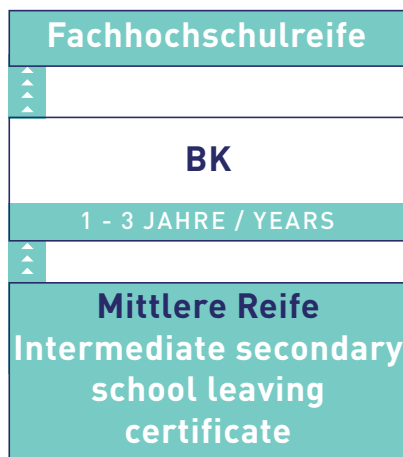 Fachhochschulreife
BK
1 - 3 JAHRE / YEARS
Mittlere Reife
Intermediate secondary
school leaving
certificate